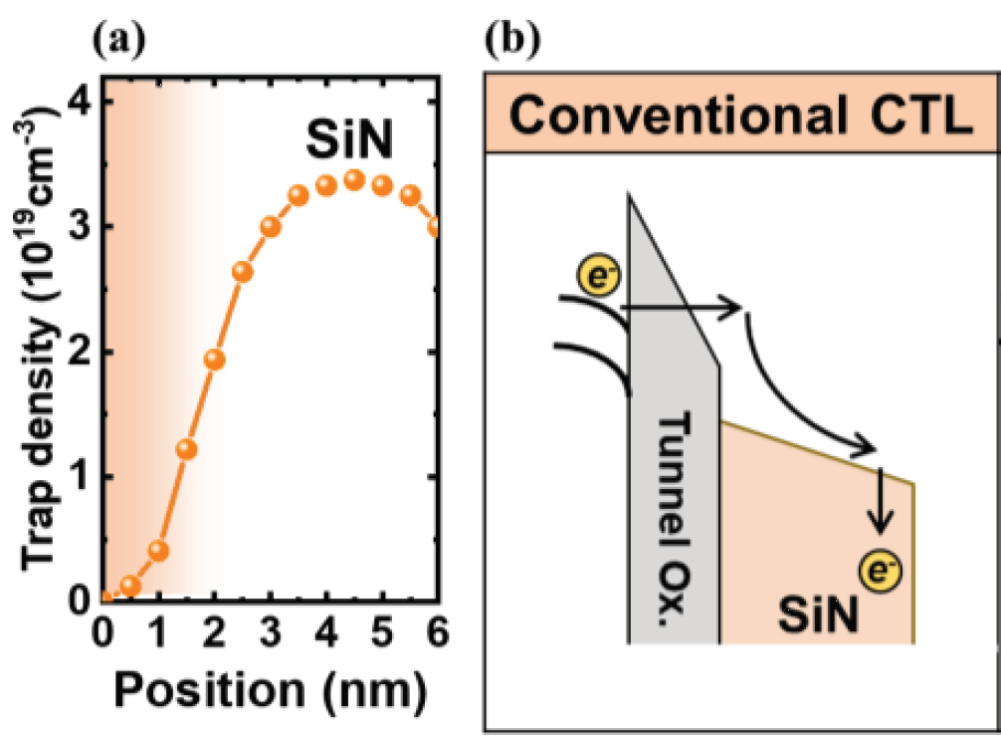 (a)
4
3
2
1
0
Trap density (10¹⁹cm⁻³)
SiN
0 1 2 3 4 5 6
Position (nm)
(b)
Conventional CTL
e⁻
Tunnel Ox.
e⁻
SiN